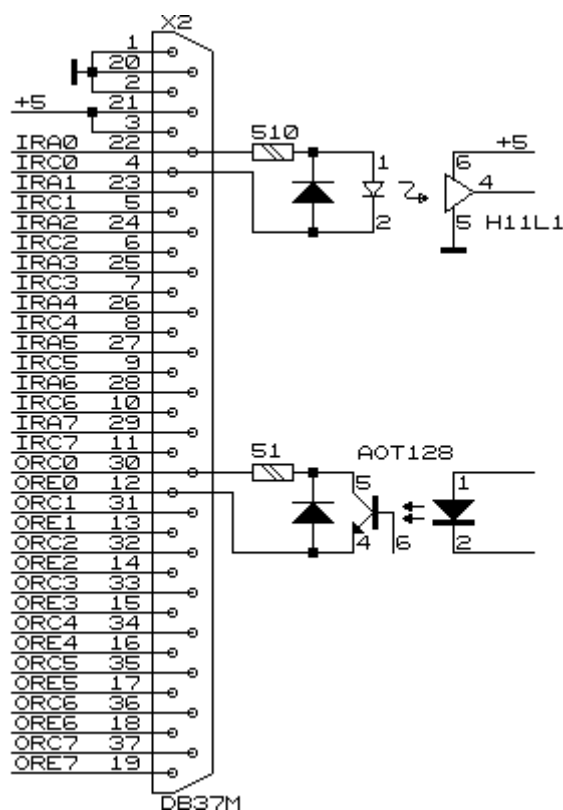 X2
1
20
2
+5 21
3
IRA0 22
IRC0 4
IRA1 23
IRC1 5
IRA2 24
IRC2 6
IRA3 25
IRC3 7
IRA4 26
IRC4 8
IRA5 27
IRC5 9
IRA6 28
IRC6 10
IRA7 29
IRC7 11
ORC0 30
ORE0 12
ORC1 31
ORE1 13
ORC2 32
ORE2 14
ORC3 33
ORE3 15
ORC4 34
ORE4 16
ORC5 35
ORE5 17
ORC6 36
ORE6 18
ORC7 37
ORE7 19
DB37M
510
1
2
+5
6
4
5 H11L1
51
AOT128
5
4
6
1
2